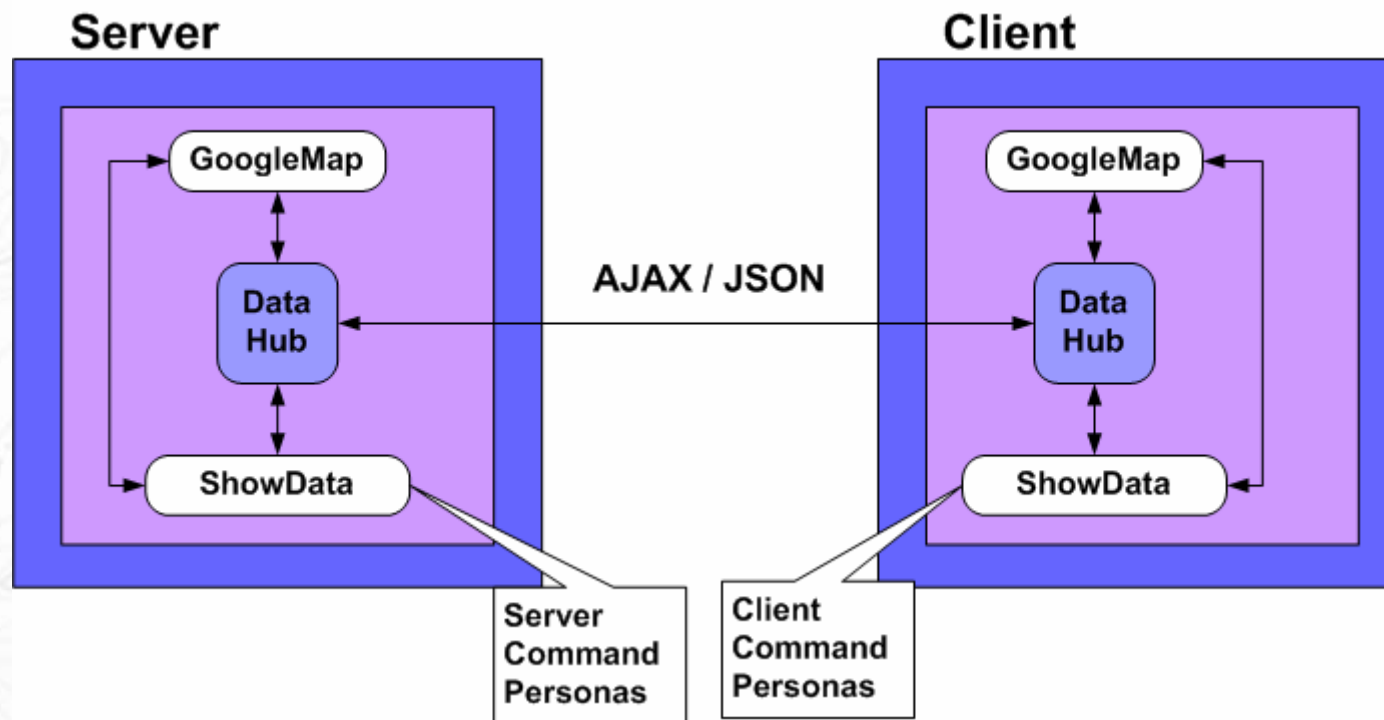 Server
Client
GoogleMap
GoogleMap
AJAX / JSON
Data
Hub
Data
Hub
ShowData
ShowData
Server
Command
Personas
Client
Command
Personas